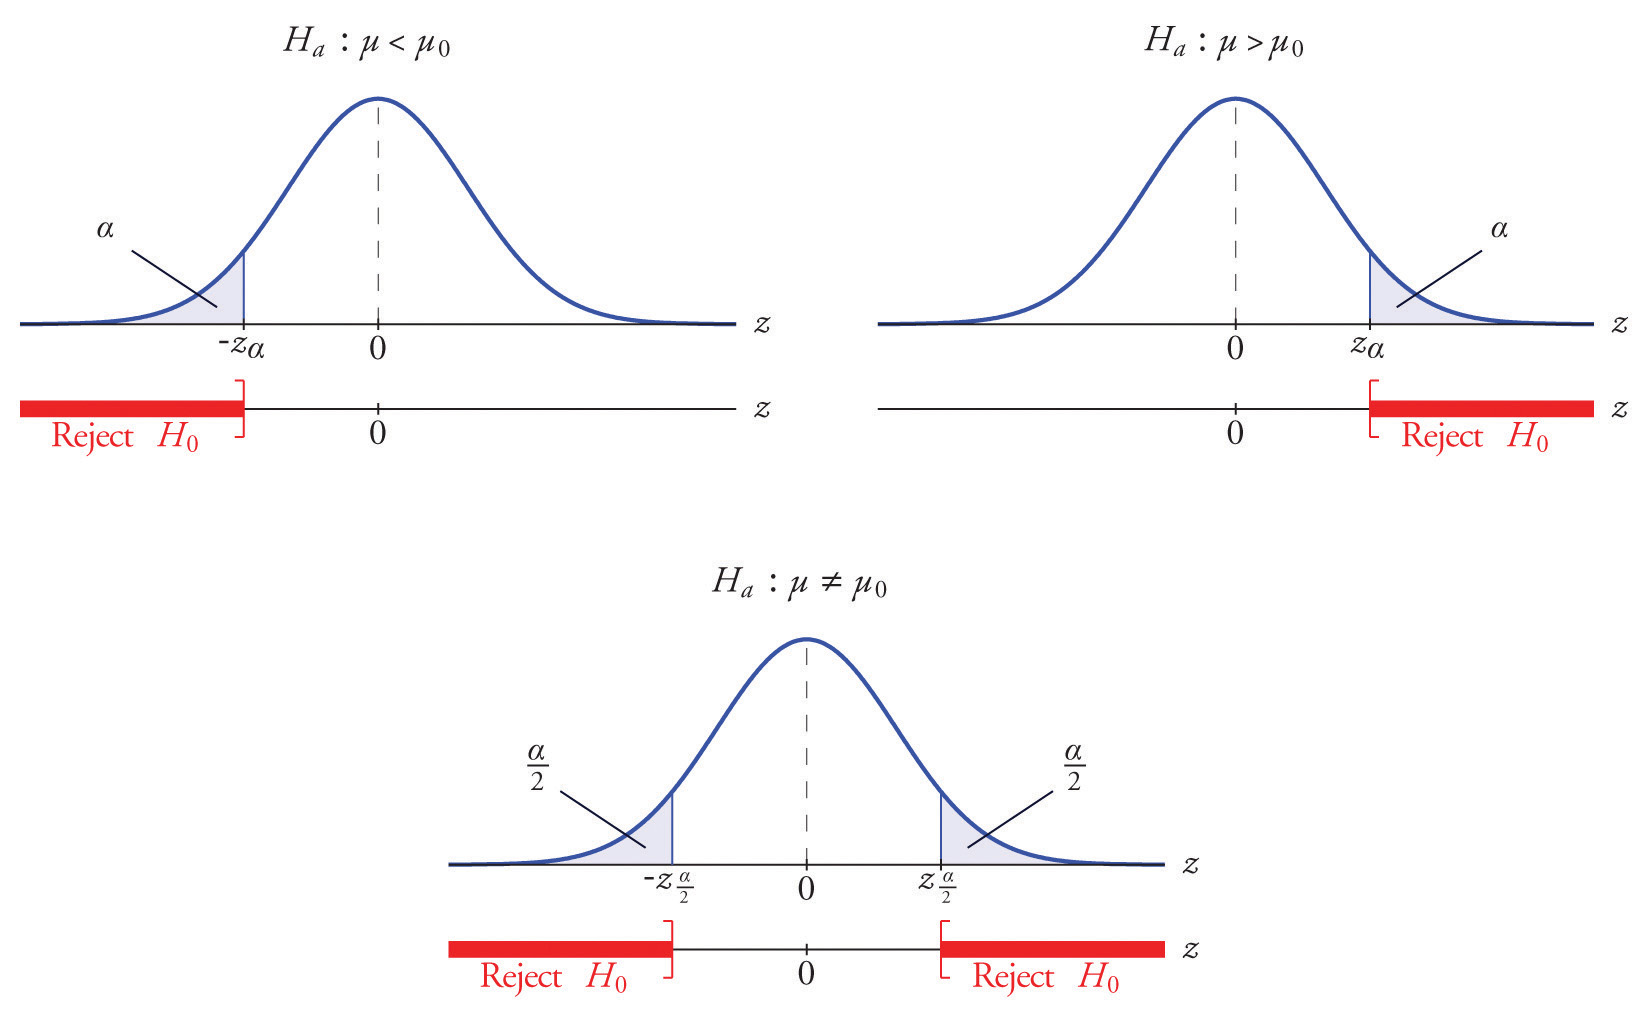 Hₐ : μ < μ₀
α
z
-z_α
0
z
Reject H₀
0
Hₐ : μ > μ₀
α
z
0
z_α
z
0
Reject H₀
Hₐ : μ ≠ μ₀
α/2
α/2
z
-z_α/2
0
z_α/2
z
Reject H₀
0
Reject H₀